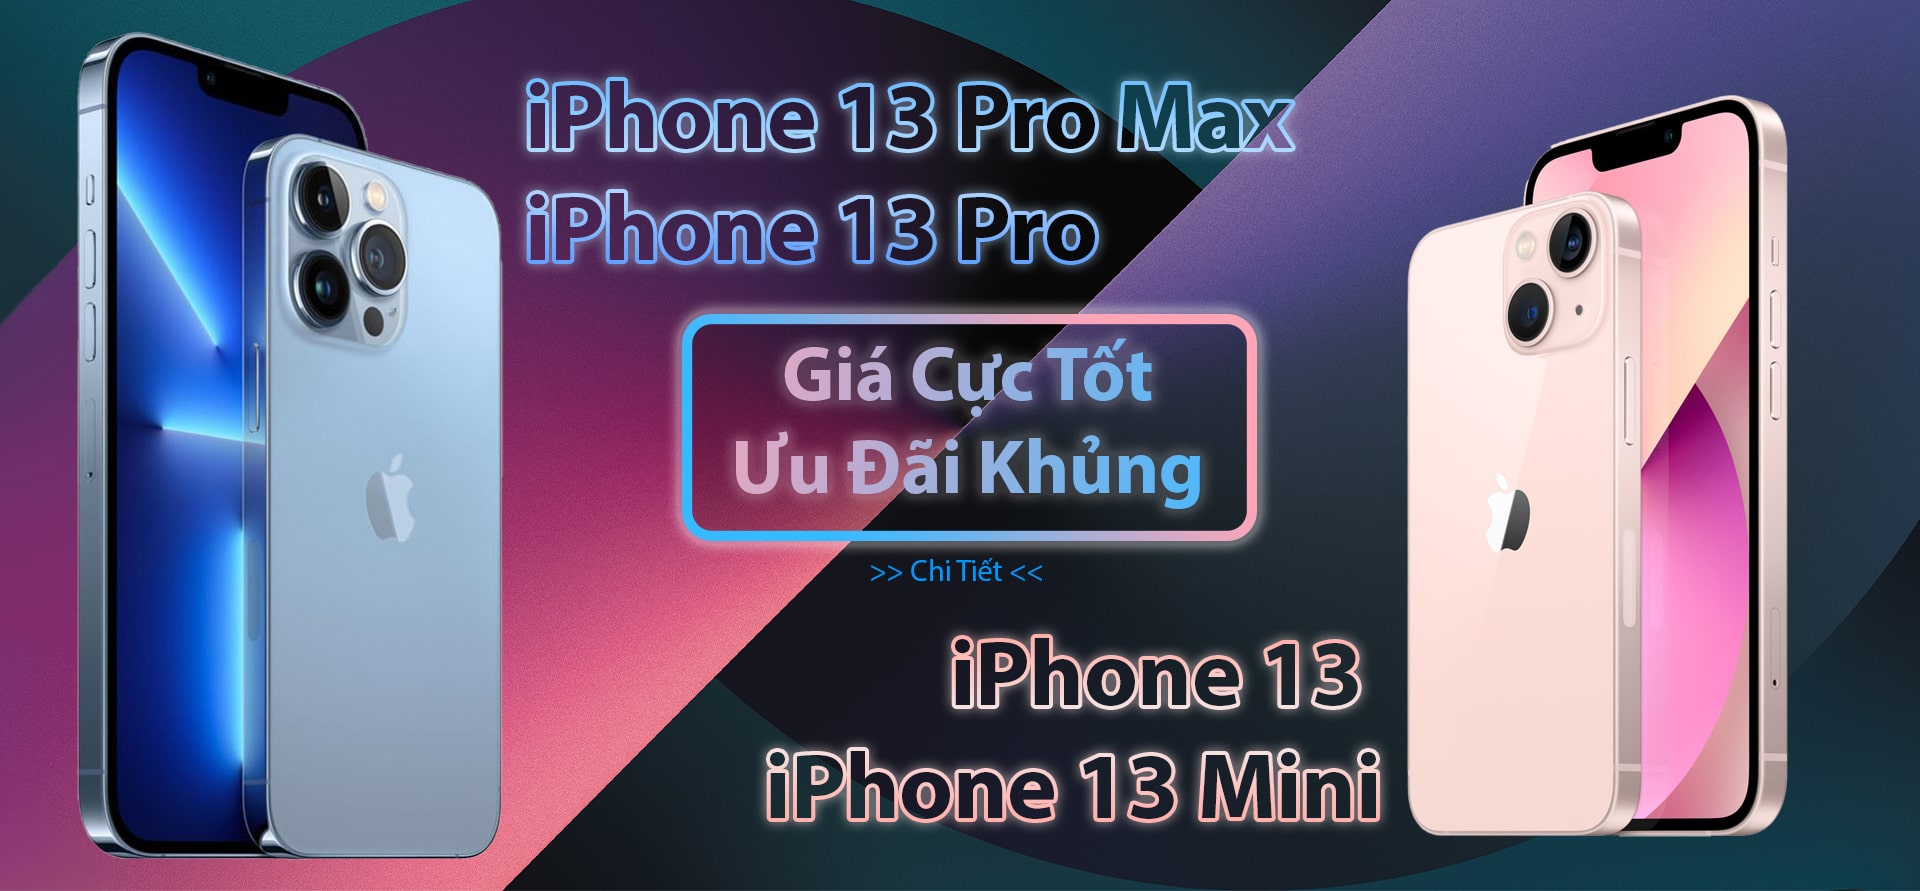 iPhone 13 Pro Max
iPhone 13 Pro
Giá Cực Tốt
Ưu Đãi Khủng
>> Chi Tiết <<
iPhone 13
iPhone 13 Mini